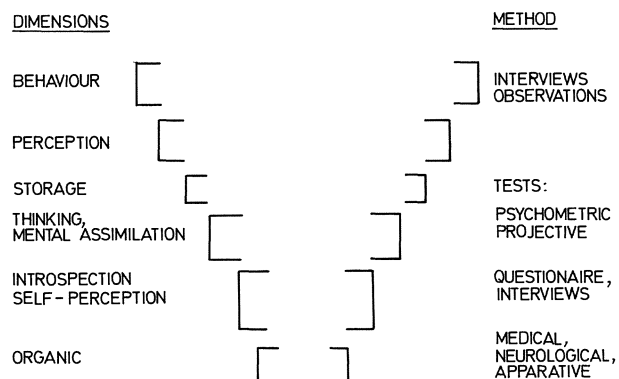 DIMENSIONS
METHOD
BEHAVIOUR
INTERVIEWS
OBSERVATIONS
PERCEPTION
STORAGE
TESTS:
THINKING,
MENTAL ASSIMILATION
PSYCHOMETRIC
PROJECTIVE
INTROSPECTION
SELF-PERCEPTION
QUESTIONAIRE,
INTERVIEWS
ORGANIC
MEDICAL,
NEUROLOGICAL,
APPARATIVE